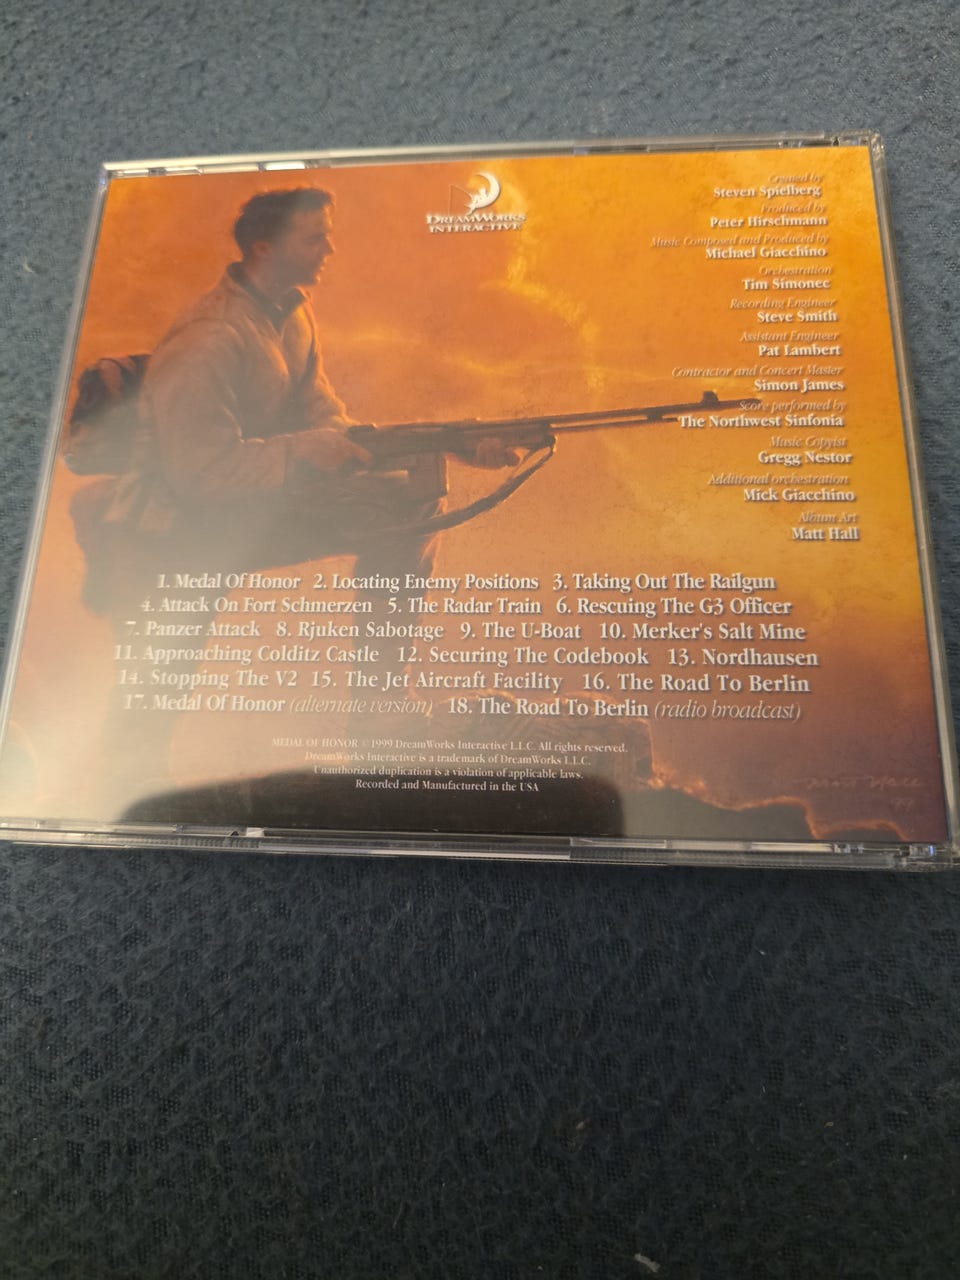 DREAMWORKS
INTERACTIVE
Created by
Steven Spielberg
Produced by
Peter Hirschmann
Music Composed and Produced by
Michael Giacchino
Orchestration
Tim Simonec
Recording Engineer
Steve Smith
Assistant Engineer
Pat Lambert
Contractor and Concert Master
Simon James
Score performed by
The Northwest Sinfonia
Music Copyist
Gregg Nestor
Additional orchestration
Mick Giacchino
Album Art
Matt Hall
1. Medal Of Honor 2. Locating Enemy Positions 3. Taking Out The Railgun
4. Attack On Fort Schmerzen 5. The Radar Train 6. Rescuing The G3 Officer
7. Panzer Attack 8. Rjuken Sabotage 9. The U-Boat 10. Merker's Salt Mine
11. Approaching Colditz Castle 12. Securing The Codebook 13. Nordhausen
14. Stopping The V2 15. The Jet Aircraft Facility 16. The Road To Berlin
17. Medal Of Honor (alternate version) 18. The Road To Berlin (radio broadcast)
MEDAL OF HONOR © 1999 DreamWorks Interactive L.L.C. All rights reserved.
DreamWorks Interactive is a trademark of DreamWorks L.L.C.
Unauthorized duplication is a violation of applicable laws.
Recorded and Manufactured in the USA
Matt Hall
99